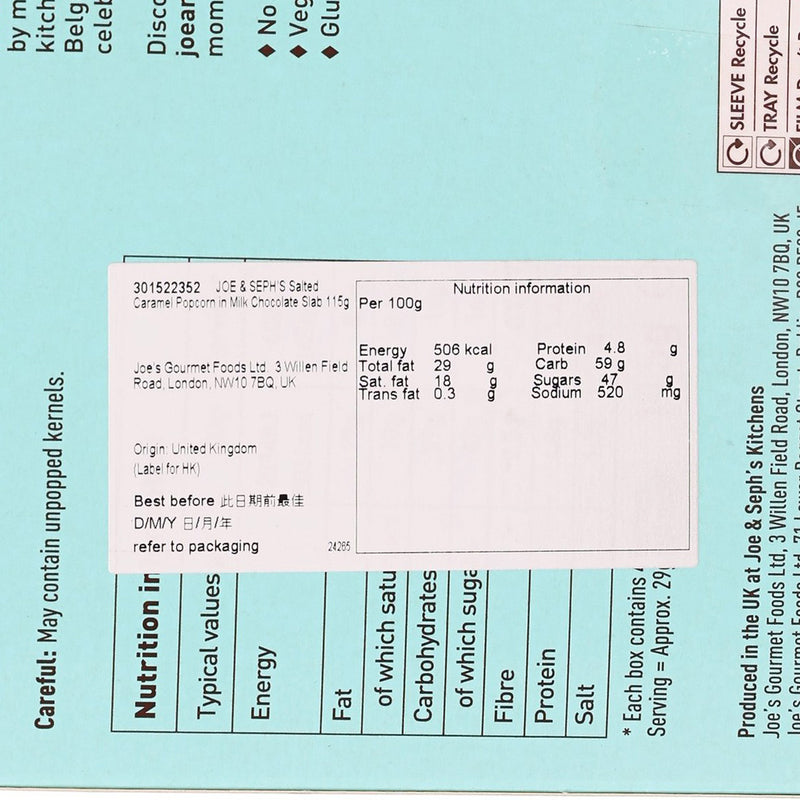 by m
kitch
Belg
celeb
Disco
joear
mom
♦ No
♦ Veg
♦ Glu
SLEEVE Recycle
TRAY Recycle
301522352 JOE & SEPH'S Salted
Caramel Popcorn in Milk Chocolate Slab 115g
Joe's Gourmet Foods Ltd, 3 Willen Field
Road, London, NW10 7BQ, UK
Origin: United Kingdom
(Label for HK)
Best before 此日期前最佳
D/M/Y 日/月/年
refer to packaging
24265
Nutrition information
Per 100g
Energy 506 kcal Protein 4.8 g
Total fat 29 g Carb 59 g
Sat. fat 18 g Sugars 47 g
Trans fat 0.3 g Sodium 520 mg
Careful: May contain unpopped kernels.
Nutrition in
Typical values
Energy
Fat
of which satu
Carbohydrates
of which suga
Fibre
Protein
Salt
* Each box contains
Serving = Approx. 29g
Produced in the UK at Joe & Seph's Kitchens
Joe's Gourmet Foods Ltd, 3 Willen Field Road, London, NW10 7BQ, UK